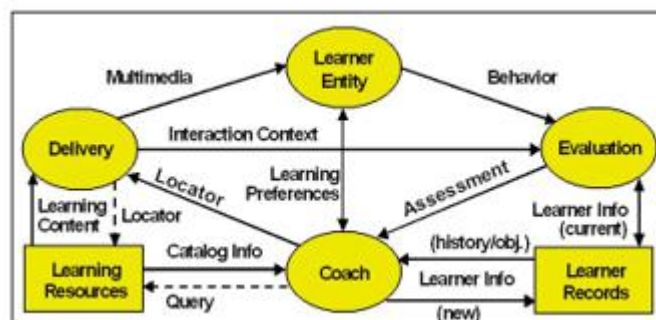 Learner
Entity
Multimedia
Behavior
Interaction Context
Delivery
Evaluation
Learning
Preferences
Locator
Assessment
Learning
Content
Locator
Learner Info
(current)
Catalog Info
(history/obj.)
Learning
Resources
Coach
Learner Info
Learner
Records
Query
(new)